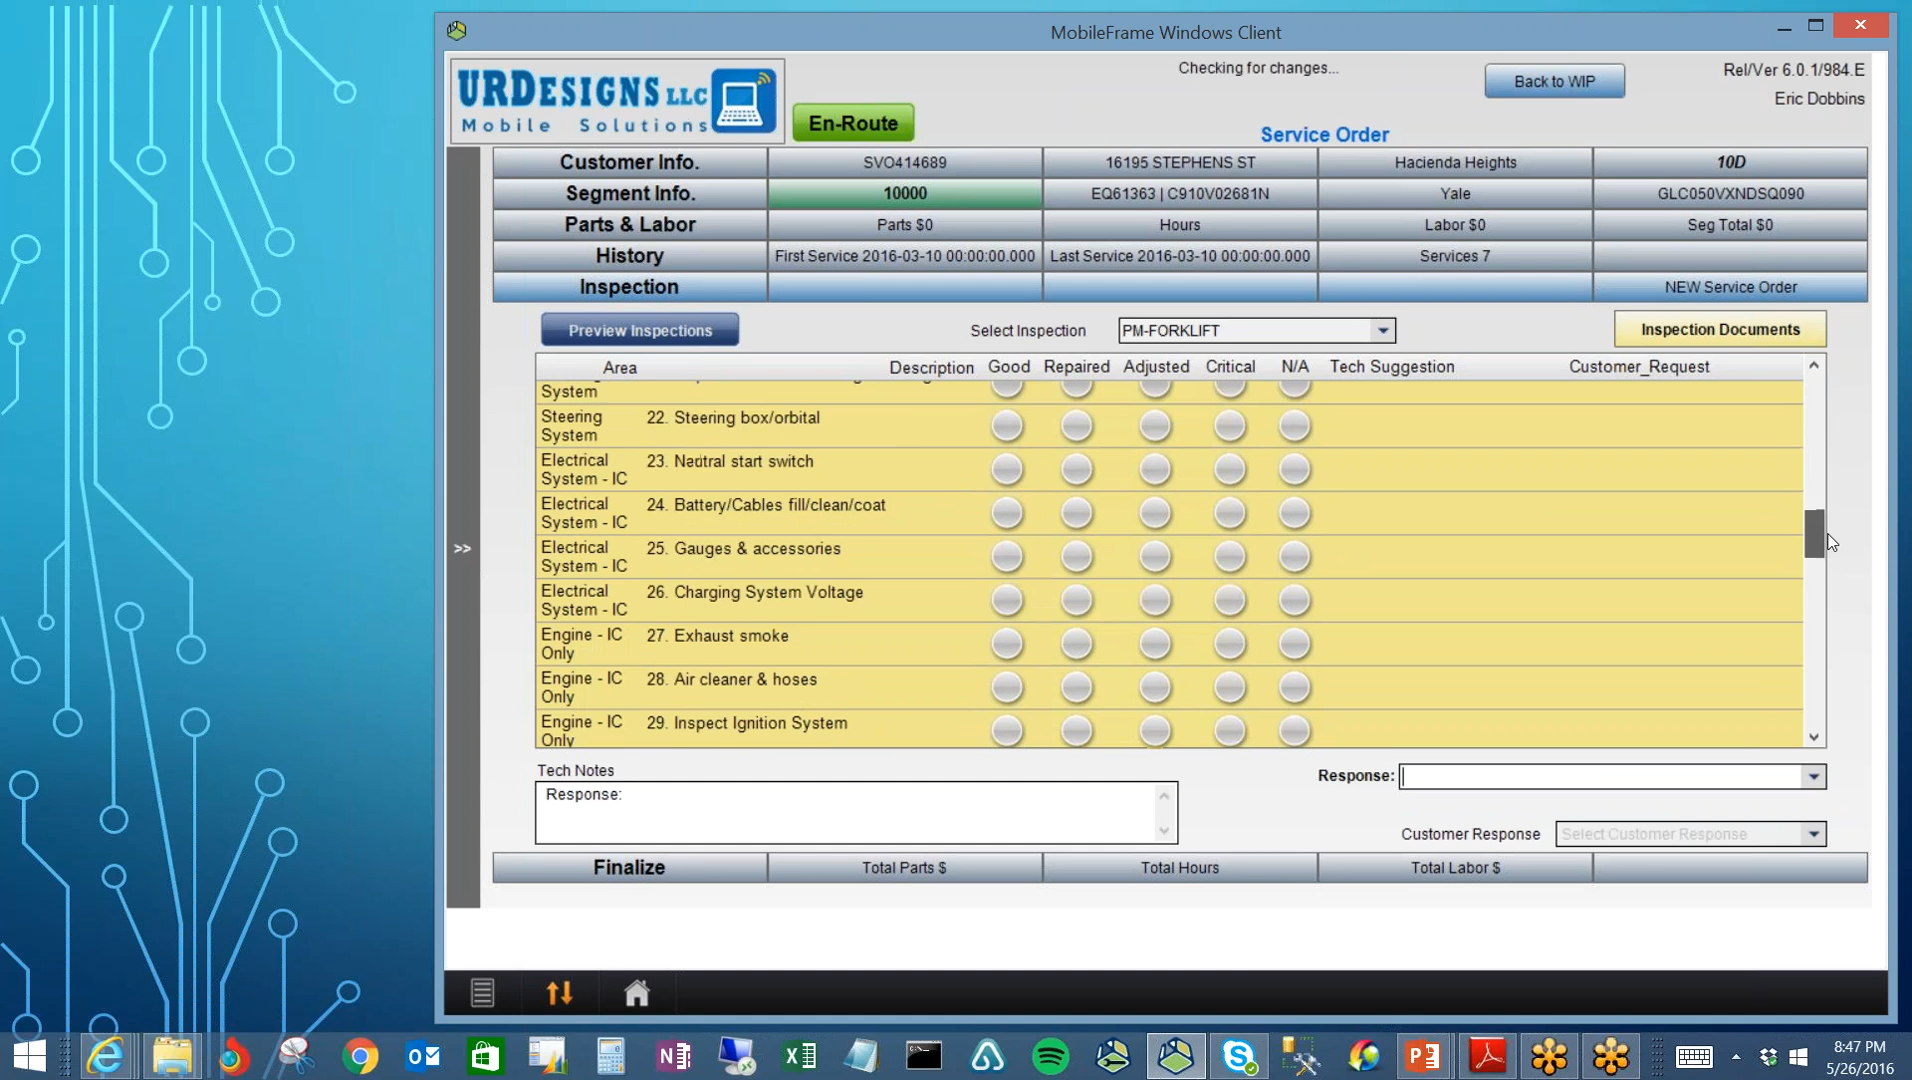 MobileFrame Windows Client
URDESIGNS LLC
Mobile Solutions
En-Route
Checking for changes...
Back to WIP
Rel/Ver 6.0.1/984.E
Eric Dobbins
Service Order
Customer Info. SVO414689 16195 STEPHENS ST Hacienda Heights 10D
Segment Info. 10000 EQ61363 | C910V02681N Yale GLC050VXNDSQ090
Parts & Labor Parts $0 Hours Labor $0 Seg Total $0
History First Service 2016-03-10 00:00:00.000 Last Service 2016-03-10 00:00:00.000 Services 7
Inspection NEW Service Order
Preview Inspections Select Inspection PM-FORKLIFT Inspection Documents
Area Description Good Repaired Adjusted Critical N/A Tech Suggestion Customer_Request
System
Steering 22. Steering box/orbital
System
Electrical 23. Neutral start switch
System - IC
Electrical 24. Battery/Cables fill/clean/coat
System - IC
Electrical 25. Gauges & accessories
System - IC
Electrical 26. Charging System Voltage
System - IC
Engine - IC 27. Exhaust smoke
Only
Engine - IC 28. Air cleaner & hoses
Only
Engine - IC 29. Inspect Ignition System
Only
>>
Tech Notes
Response:
Response:
Customer Response Select Customer Response
Finalize Total Parts $ Total Hours Total Labor $
8:47 PM
5/26/2016